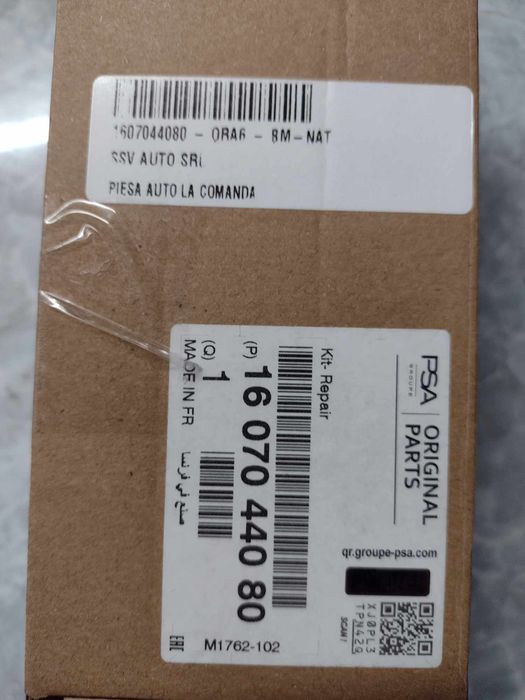 1607044080 - ORA6 - BM-NAT
SSV AUTO SRL
PIESA AUTO LA COMANDA
PSA
GROUPE
ORIGINAL
PARTS
qr.groupe-psa.com
XJ0PL3
TPN42Q
SCAN !
Kit- Repair
(P) 16 070 440 80
(Q) 1
MADE IN FR
صنع في فرنسا
EAC
M1762-102